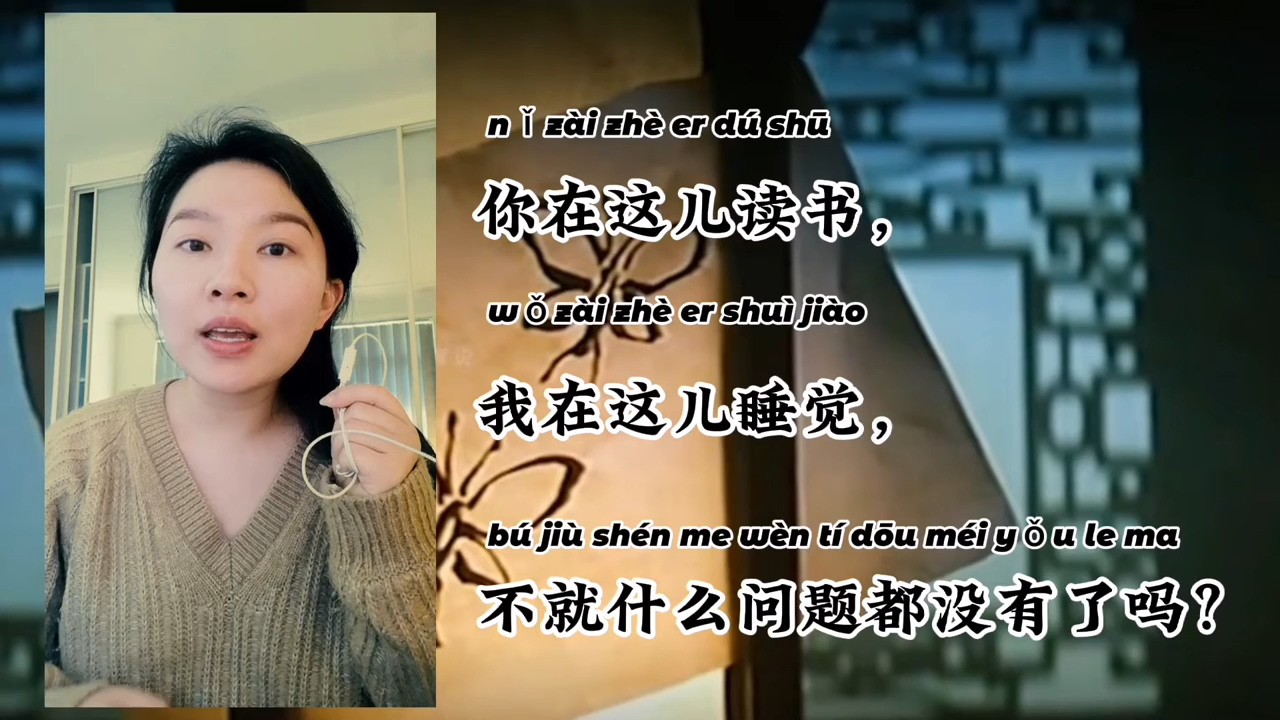 nǐ zài zhè er dú shū
你在这儿读书，
wǒ zài zhè er shuì jiào
我在这儿睡觉，
bú jiù shén me wèn tí dōu méi yǒu le ma
不就什么问题都没有了吗？